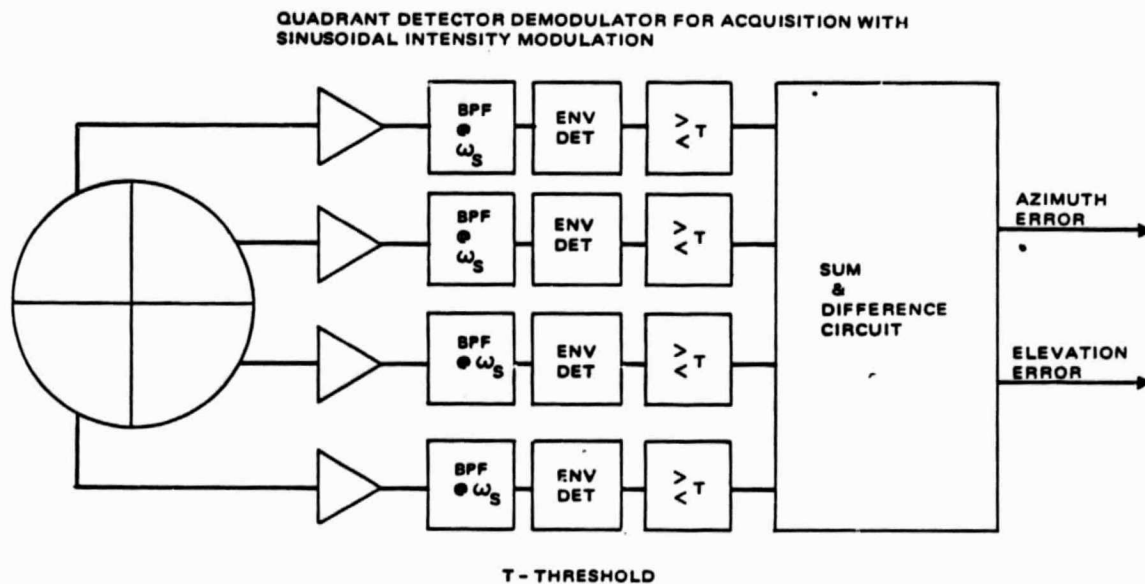 QUADRANT DETECTOR DEMODULATOR FOR ACQUISITION WITH
SINUSOIDAL INTENSITY MODULATION
BPF
@
ωs
ENV
DET
>
< T
BPF
@
ωs
ENV
DET
>
< T
BPF
@ ωs
ENV
DET
>
< T
BPF
@ ωs
ENV
DET
>
< T
SUM
&
DIFFERENCE
CIRCUIT
AZIMUTH
ERROR
ELEVATION
ERROR
T - THRESHOLD